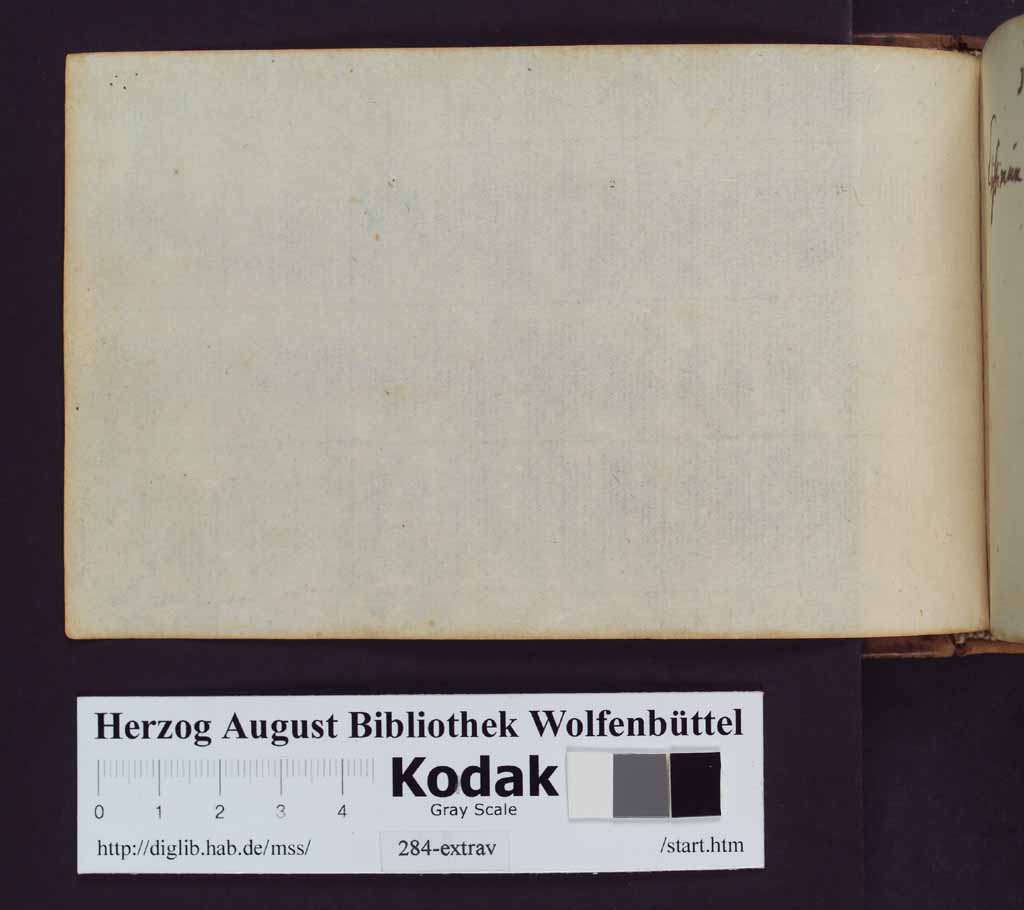 Herzog August Bibliothek Wolfenbüttel
Kodak
Gray Scale
0 1 2 3 4
http://diglib.hab.de/mss/ 284-extrav /start.htm